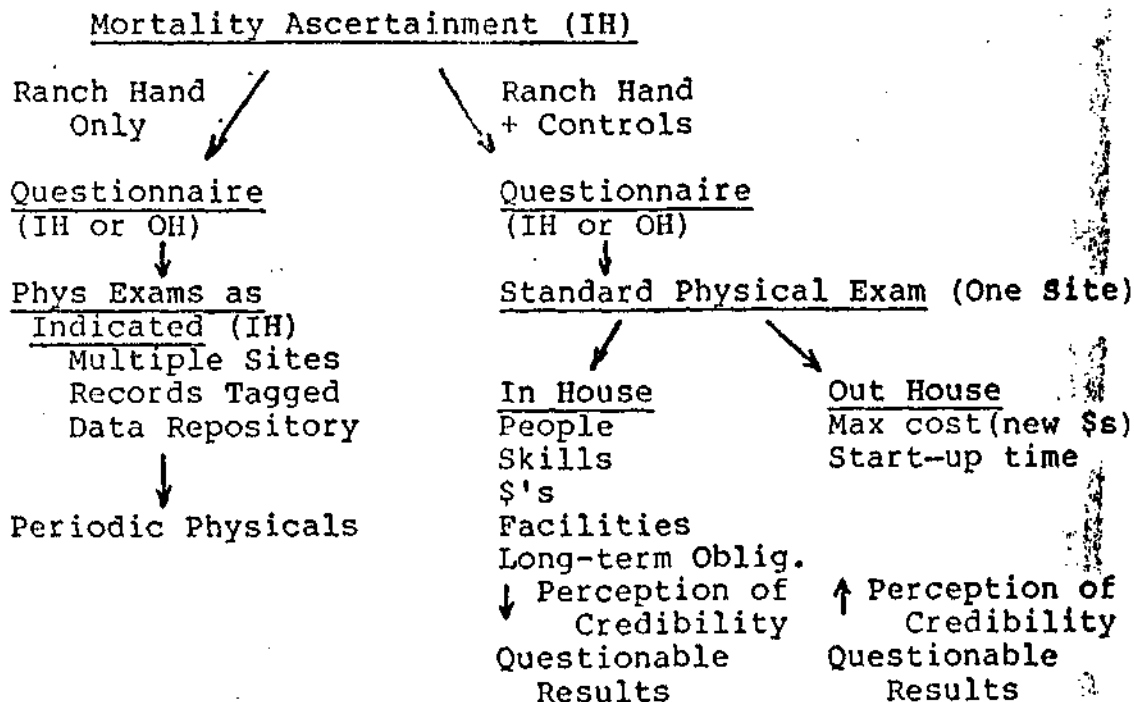 Mortality Ascertainment (IH)
Ranch Hand
Only
Questionnaire
(IH or OH)
Phys Exams as
Indicated (IH)
Multiple Sites
Records Tagged
Data Repository
Periodic Physicals
Ranch Hand
+ Controls
Questionnaire
(IH or OH)
Standard Physical Exam (One Site)
In House
People
Skills
$'s
Facilities
Long-term Oblig.
↓ Perception of
Credibility
Questionable
Results
Out House
Max cost(new $s)
Start-up time
↑ Perception of
Credibility
Questionable
Results